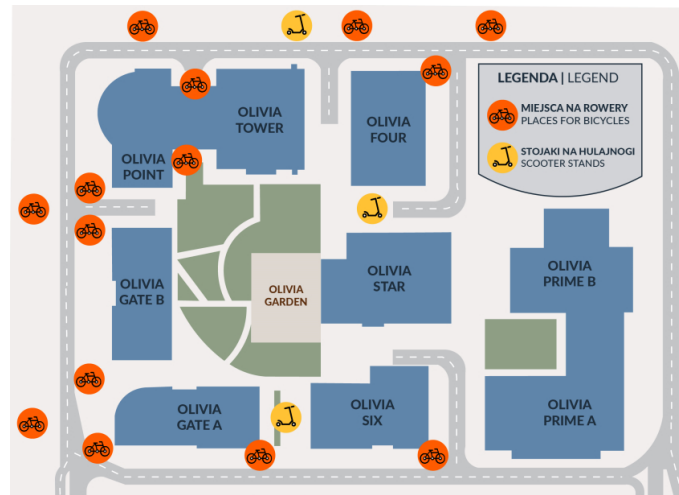 LEGENDA | LEGEND
MIEJSCA NA ROWERY
PLACES FOR BICYCLES
STOJAKI NA HULAJNOGI
SCOOTER STANDS
OLIVIA
TOWER
OLIVIA
FOUR
OLIVIA
POINT
OLIVIA
GATE B
OLIVIA
GARDEN
OLIVIA
STAR
OLIVIA
PRIME B
OLIVIA
GATE A
OLIVIA
SIX
OLIVIA
PRIME A